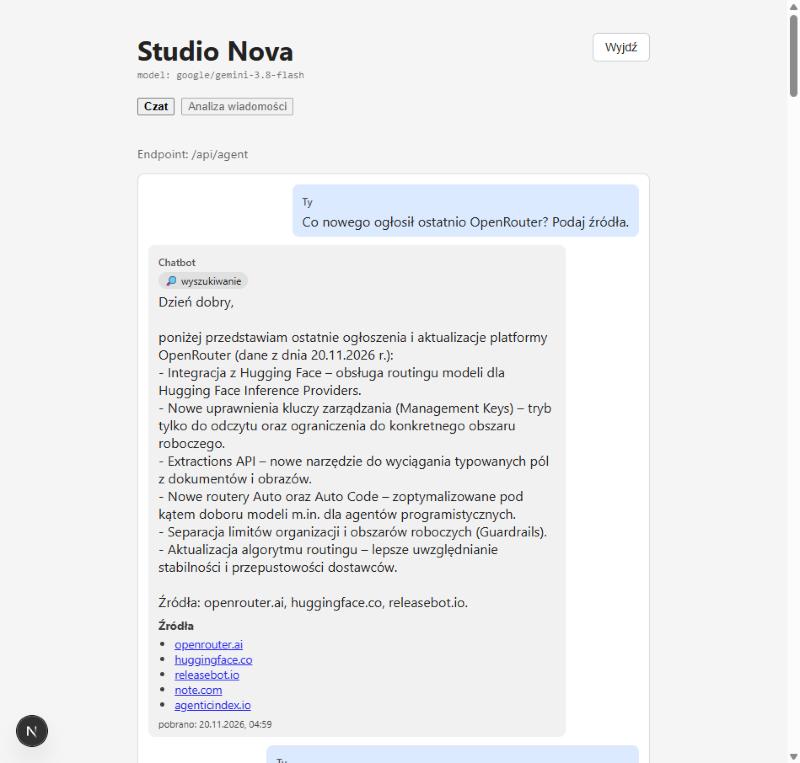 Studio Nova
Wyjdź
model: google/gemini-3.8-flash
Czat
Analiza wiadomości
Endpoint: /api/agent
Ty
Co nowego ogłosił ostatnio OpenRouter? Podaj źródła.
Chatbot
🔎 wyszukiwanie
Dzień dobry,
poniżej przedstawiam ostatnie ogłoszenia i aktualizacje platformy
OpenRouter (dane z dnia 20.11.2026 r.):
- Integracja z Hugging Face – obsługa routingu modeli dla
Hugging Face Inference Providers.
- Nowe uprawnienia kluczy zarządzania (Management Keys) – tryb
tylko do odczytu oraz ograniczenia do konkretnego obszaru
roboczego.
- Extractions API – nowe narzędzie do wyciągania typowanych pól
z dokumentów i obrazów.
- Nowe routery Auto oraz Auto Code – zoptymalizowane pod
kątem doboru modeli m.in. dla agentów programistycznych.
- Separacja limitów organizacji i obszarów roboczych (Guardrails).
- Aktualizacja algorytmu routingu – lepsze uwzględnianie
stabilności i przepustowości dostawców.
Źródła: openrouter.ai, huggingface.co, releasebot.io.
Źródła
• openrouter.ai
• huggingface.co
• releasebot.io
• note.com
• agenticindex.io
pobrano: 20.11.2026, 04:59
N
Ty